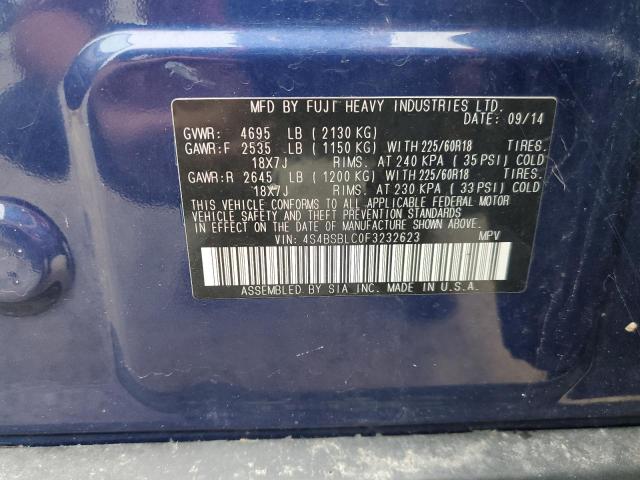 MFD BY FUJI HEAVY INDUSTRIES LTD.
DATE: 09/14
GVWR: 4695 LB (2130 KG)
GAWR:F 2535 LB (1150 KG) WITH 225/60R18 TIRES.
18X7J RIMS. AT 240 KPA (35 PSI) COLD
GAWR:R 2645 LB (1200 KG) WITH 225/60R18 TIRES.
18X7J RIMS. AT 230 KPA (33 PSI) COLD
THIS VEHICLE CONFORMS TO ALL APPLICABLE FEDERAL MOTOR
VEHICLE SAFETY AND THEFT PREVENTION STANDARDS
IN EFFECT ON THE DATE OF MANUFACTURE SHOWN ABOVE.
VIN: 4S4BSBLC0F3232623 MPV
ASSEMBLED BY SIA INC. MADE IN U.S.A.